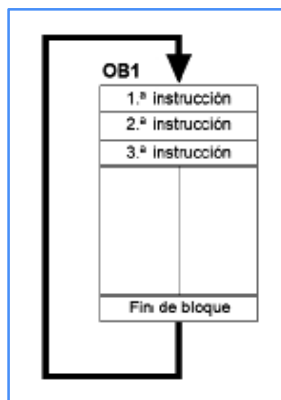 OB1
1.ª instrucción
2.ª instrucción
3.ª instrucción
Fin de bloque